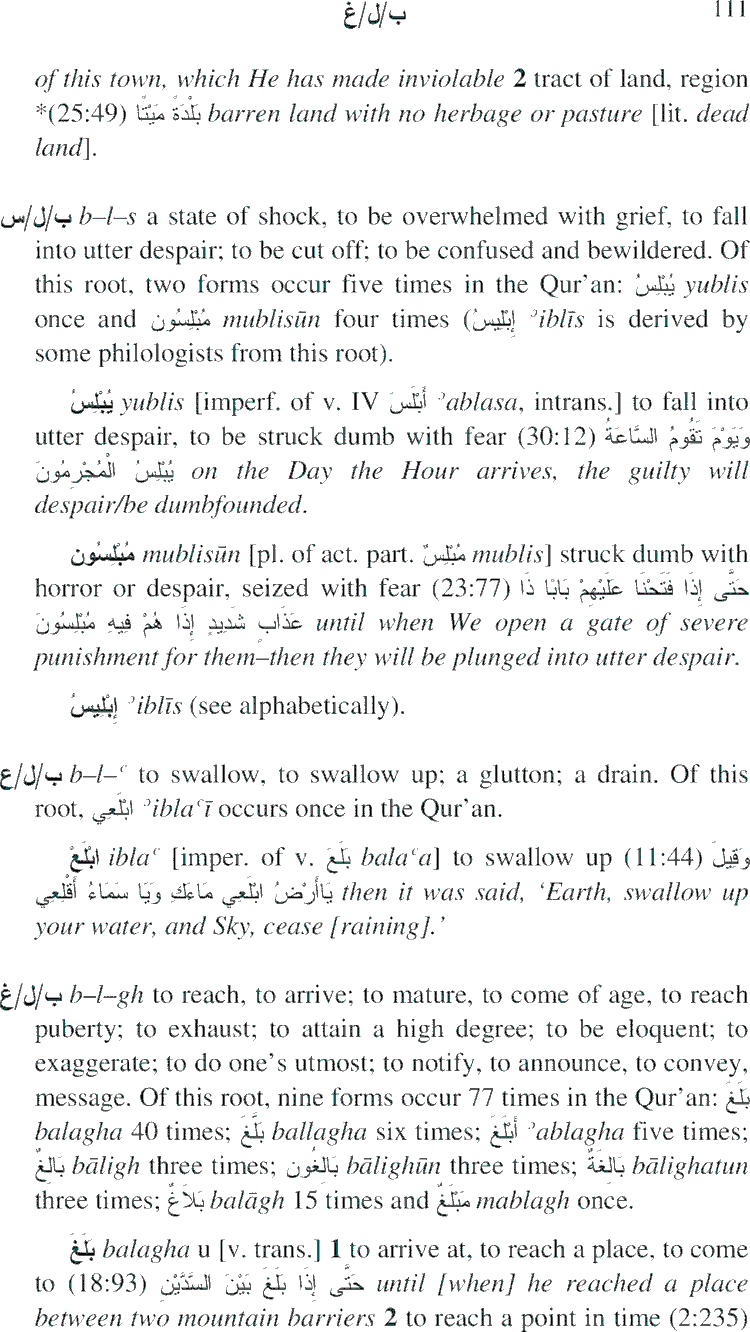 ب/ل/غ 111
of this town, which He has made inviolable 2 tract of land, region
*(25:49) بَلْدَةً مَيْتًا barren land with no herbage or pasture [lit. dead
land].
ب/ل/س b–l–s a state of shock, to be overwhelmed with grief, to fall
into utter despair; to be cut off; to be confused and bewildered. Of
this root, two forms occur five times in the Qur’an: يُبْلِسُ yublis
once and مُبْلِسُون mublisūn four times (إِبْلِيسُ ʾiblīs is derived by
some philologists from this root).
يُبْلِسُ yublis [imperf. of v. IV أَبْلَسَ ʾablasa, intrans.] to fall into
utter despair, to be struck dumb with fear (30:12) وَيَوْمَ تَقُومُ السَّاعَةُ
يُبْلِسُ الْمُجْرِمُونَ on the Day the Hour arrives, the guilty will
despair/be dumbfounded.
مُبْلِسُون mublisūn [pl. of act. part. مُبْلِسٌ mublis] struck dumb with
horror or despair, seized with fear (23:77) حَتَّى إِذَا فَتَحْنَا عَلَيْهِمْ بَابًا ذَا
عَذَابٍ شَدِيدٍ إِذَا هُمْ فِيهِ مُبْلِسُونَ until when We open a gate of severe
punishment for them–then they will be plunged into utter despair.
إِبْلِيسُ ʾiblīs (see alphabetically).
ب/ل/ع b–l–ʿ to swallow, to swallow up; a glutton; a drain. Of this
root, ابْلَعِي ʾiblaʿī occurs once in the Qur’an.
ابْلَعْ iblaʿ [imper. of v. بَلَعَ balaʿa] to swallow up (11:44) وَقِيلَ
يَاأَرْضُ ابْلَعِي مَاءَكِ وَيَا سَمَاءُ أَقْلِعِي then it was said, ‘Earth, swallow up
your water, and Sky, cease [raining].’
ب/ل/غ b–l–gh to reach, to arrive; to mature, to come of age, to reach
puberty; to exhaust; to attain a high degree; to be eloquent; to
exaggerate; to do one’s utmost; to notify, to announce, to convey,
message. Of this root, nine forms occur 77 times in the Qur’an: بَلَغَ
balagha 40 times; بَلَّغَ ballagha six times; أَبْلَغَ ʾablagha five times;
بَالِغٌ bāligh three times; بَالِغُون bālighūn three times; بَالِغَةٌ bālighatun
three times; بَلَاغٌ balāgh 15 times and مَبْلَغٌ mablagh once.
بَلَغَ balagha u [v. trans.] 1 to arrive at, to reach a place, to come
to (18:93) حَتَّى إِذَا بَلَغَ بَيْنَ السَّدَّيْنِ until [when] he reached a place
between two mountain barriers 2 to reach a point in time (2:235)